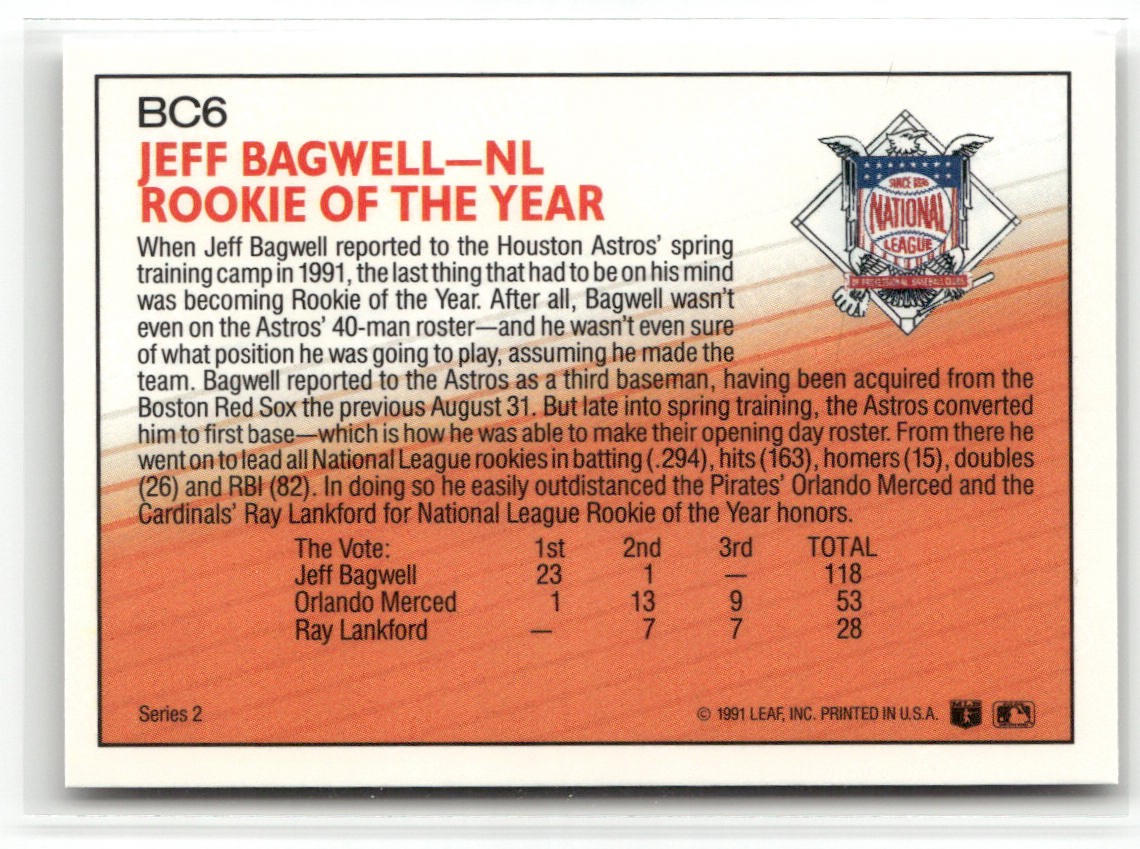 BC6
JEFF BAGWELL—NL
ROOKIE OF THE YEAR
SINCE 1876
NATIONAL
LEAGUE
OF PROFESSIONAL BASEBALL CLUBS
When Jeff Bagwell reported to the Houston Astros' spring
training camp in 1991, the last thing that had to be on his mind
was becoming Rookie of the Year. After all, Bagwell wasn't
even on the Astros' 40-man roster—and he wasn't even sure
of what position he was going to play, assuming he made the
team. Bagwell reported to the Astros as a third baseman, having been acquired from the
Boston Red Sox the previous August 31. But late into spring training, the Astros converted
him to first base—which is how he was able to make their opening day roster. From there he
went on to lead all National League rookies in batting (.294), hits (163), homers (15), doubles
(26) and RBI (82). In doing so he easily outdistanced the Pirates' Orlando Merced and the
Cardinals' Ray Lankford for National League Rookie of the Year honors.
The Vote: 1st 2nd 3rd TOTAL
Jeff Bagwell 23 1 — 118
Orlando Merced 1 13 9 53
Ray Lankford — 7 7 28
Series 2 © 1991 LEAF, INC. PRINTED IN U.S.A.